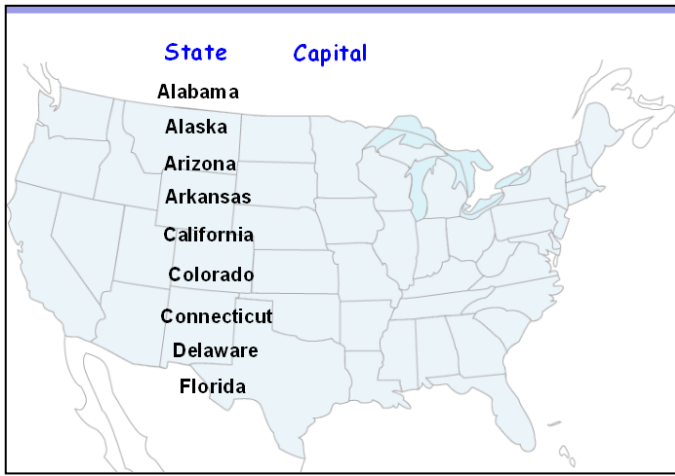 State Capital
Alabama
Alaska
Arizona
Arkansas
California
Colorado
Connecticut
Delaware
Florida